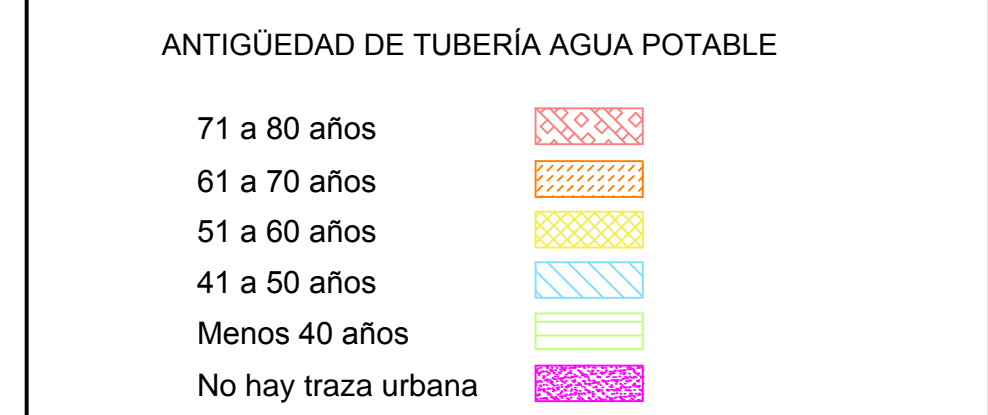 ANTIGÜEDAD DE TUBERÍA AGUA POTABLE
71 a 80 años
61 a 70 años
51 a 60 años
41 a 50 años
Menos 40 años
No hay traza urbana